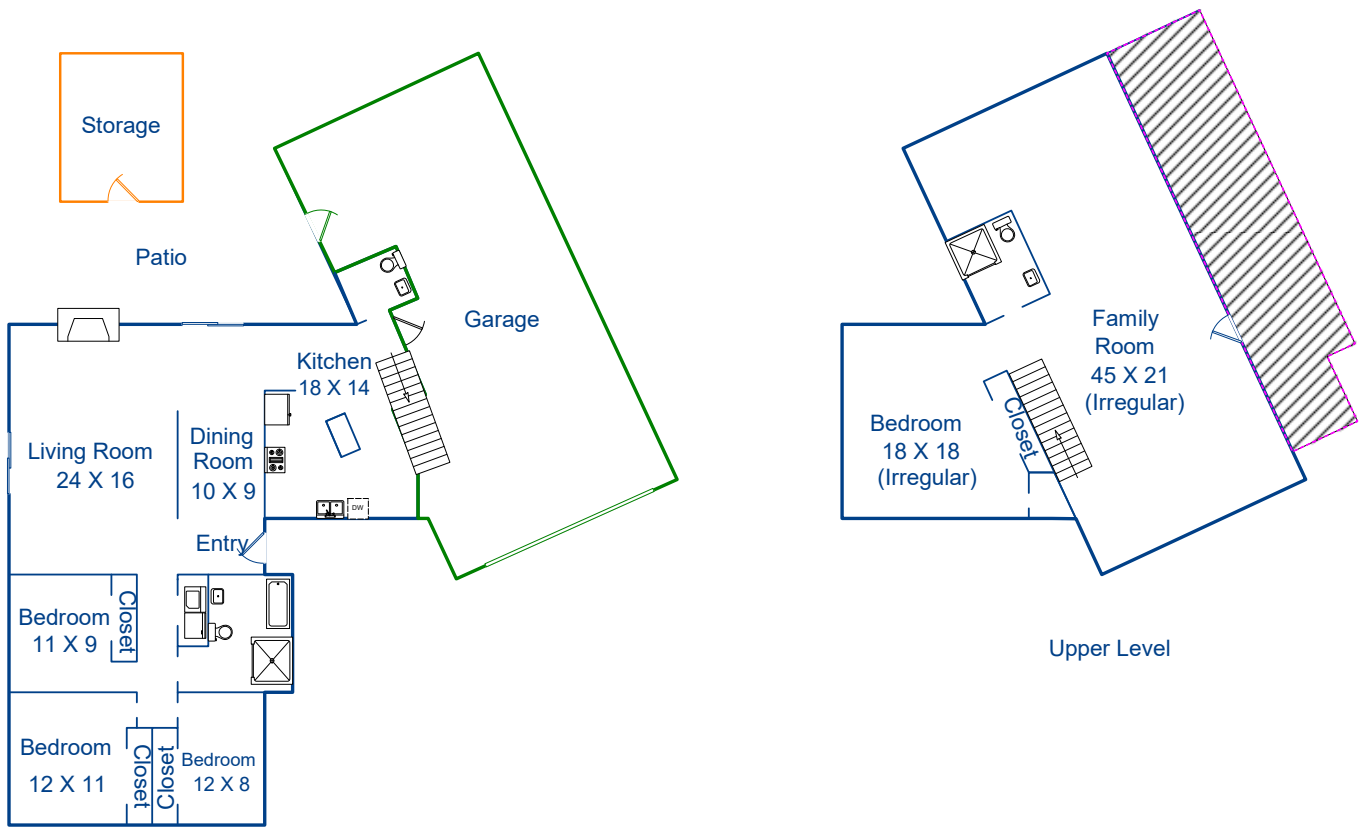 Storage
Patio
Garage
Kitchen
18 X 14
Living Room
24 X 16
Dining
Room
10 X 9
DW
Entry
Bedroom
11 X 9
Closet
Bedroom
12 X 11
Closet
Closet
Bedroom
12 X 8
Family
Room
45 X 21
(Irregular)
Closet
Bedroom
18 X 18
(Irregular)
Upper Level